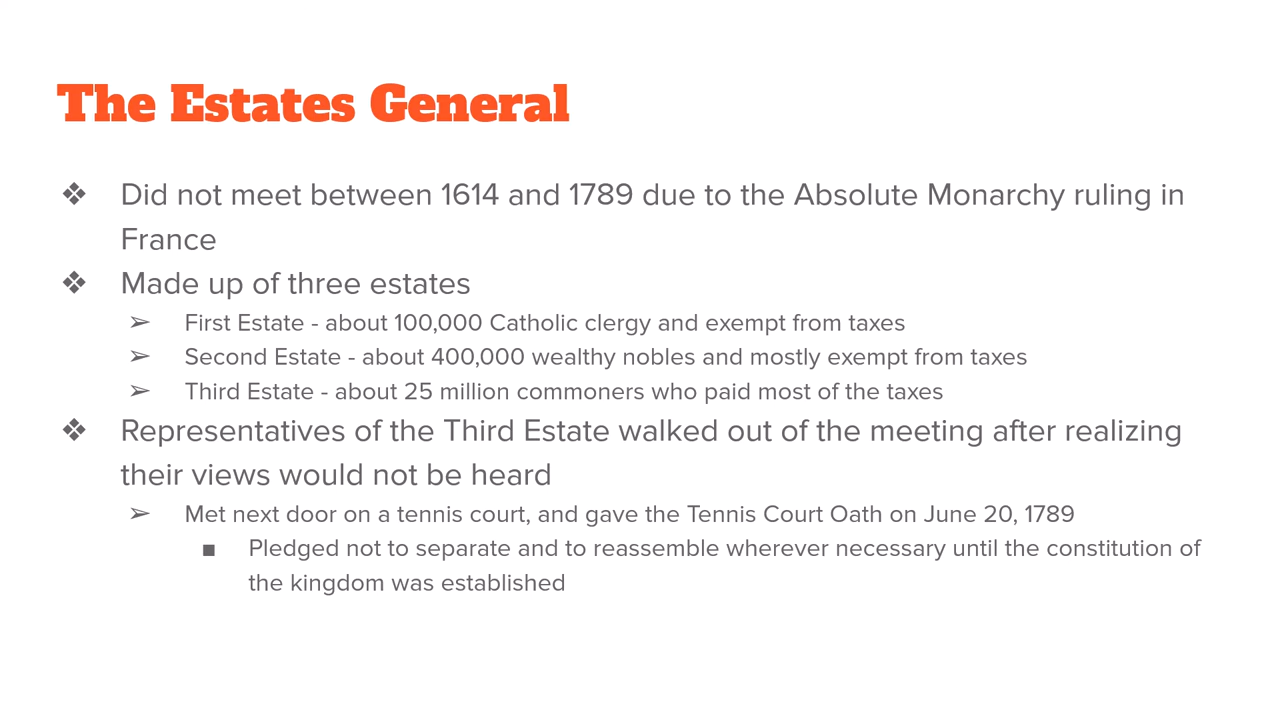 The Estates General
❖ Did not meet between 1614 and 1789 due to the Absolute Monarchy ruling in
France
❖ Made up of three estates
➢ First Estate - about 100,000 Catholic clergy and exempt from taxes
➢ Second Estate - about 400,000 wealthy nobles and mostly exempt from taxes
➢ Third Estate - about 25 million commoners who paid most of the taxes
❖ Representatives of the Third Estate walked out of the meeting after realizing
their views would not be heard
➢ Met next door on a tennis court, and gave the Tennis Court Oath on June 20, 1789
■ Pledged not to separate and to reassemble wherever necessary until the constitution of
the kingdom was established